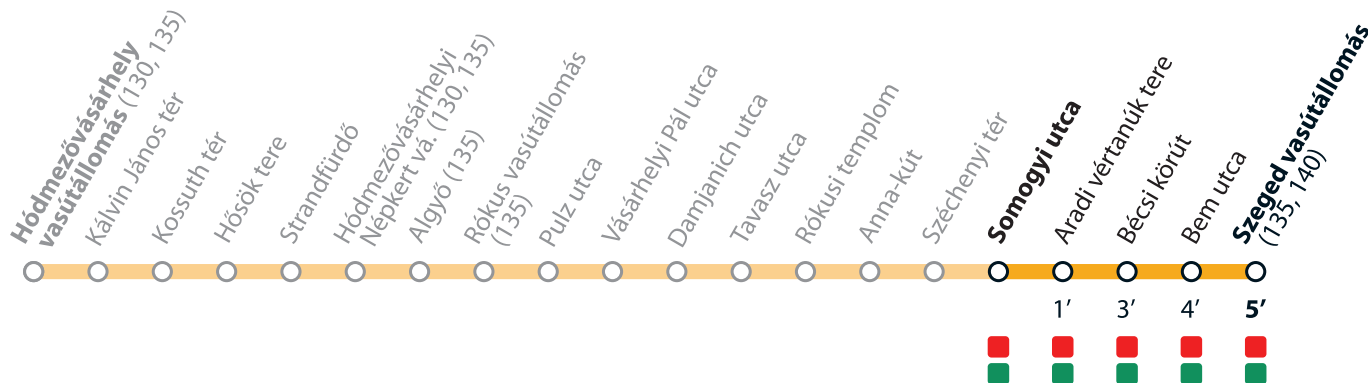 Hódmezővásárhely
vasútállomás (130, 135)
Kálvin János tér
Kossuth tér
Hősök tere
Strandfürdő
Hódmezővásárhelyi
Népkert vá. (130, 135)
Algyő (135)
Rókus vasútállomás
(135)
Pulz utca
Vásárhelyi Pál utca
Damjanich utca
Tavasz utca
Rókusi templom
Anna-kút
Széchenyi tér
Somogyi utca
Aradi vértanúk tere
Bécsi körút
Bem utca
Szeged vasútállomás
(135, 140)
1’ 3’ 4’ 5’